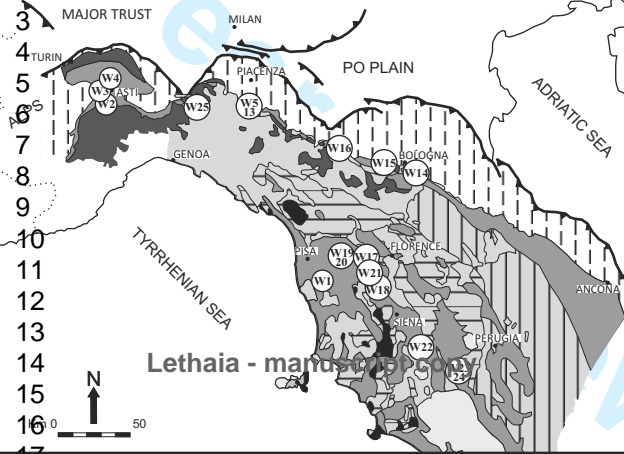 3
MAJOR TRUST
MILAN
4
TURIN
PIACENZA
PO PLAIN
5
W4
W3
ASTI
W2
ADRIATIC SEA
6
W25
W5
13
7
GENOA
W16
W15
BOLOGNA
W14
8
9
10
PISA
W19
20
W17
FLORENCE
TYRRHENIAN SEA
11
W1
W21
W18
ANCONA
12
SIENA
13
W22
PERUGIA
14
Lethaia - manuscript copy
24
15
N
16
Km 0
50
17